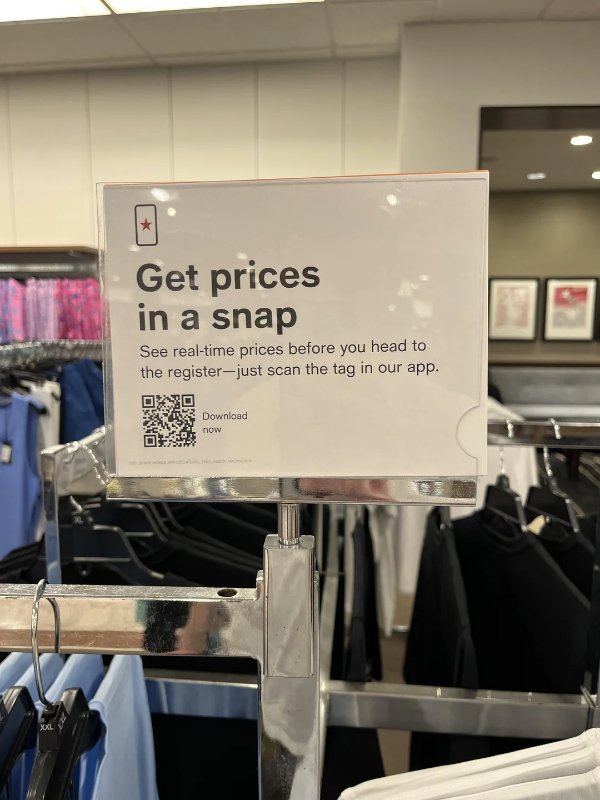 Get prices
in a snap
See real-time prices before you head to
the register—just scan the tag in our app.
Download
now
XL
XXL